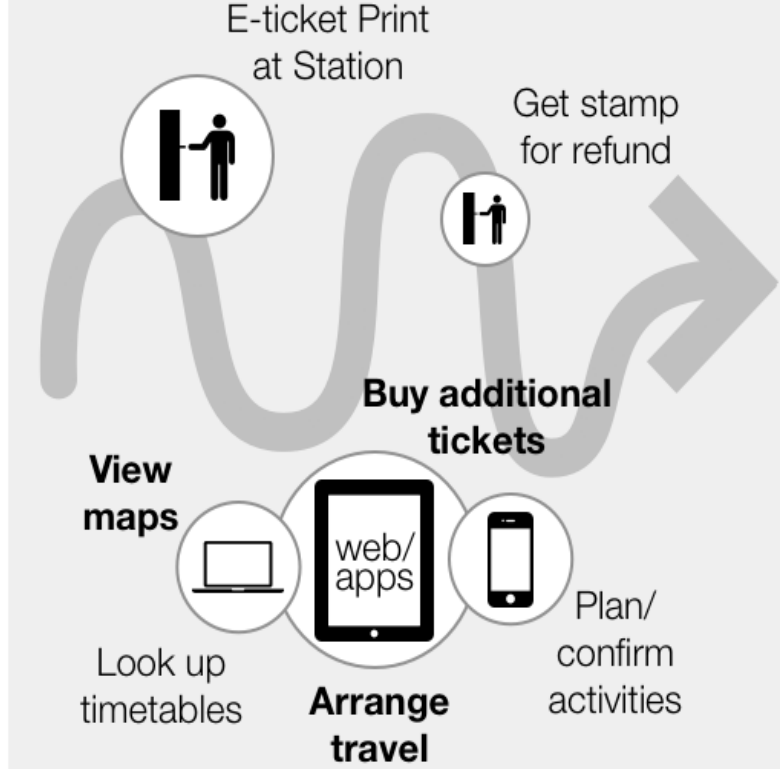 E-ticket Print
at Station
Get stamp
for refund
Buy additional
tickets
View
maps
web/
apps
Plan/
confirm
activities
Look up
timetables
Arrange
travel